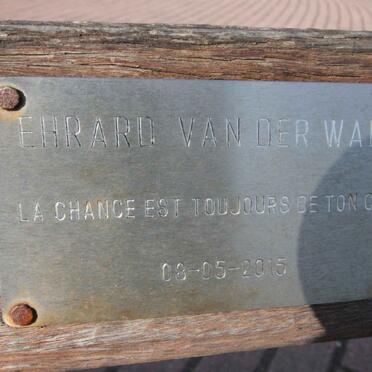 EHRARD VAN DER WA
LA CHANCE EST TOUJOURS DE TON C
08-05-2015